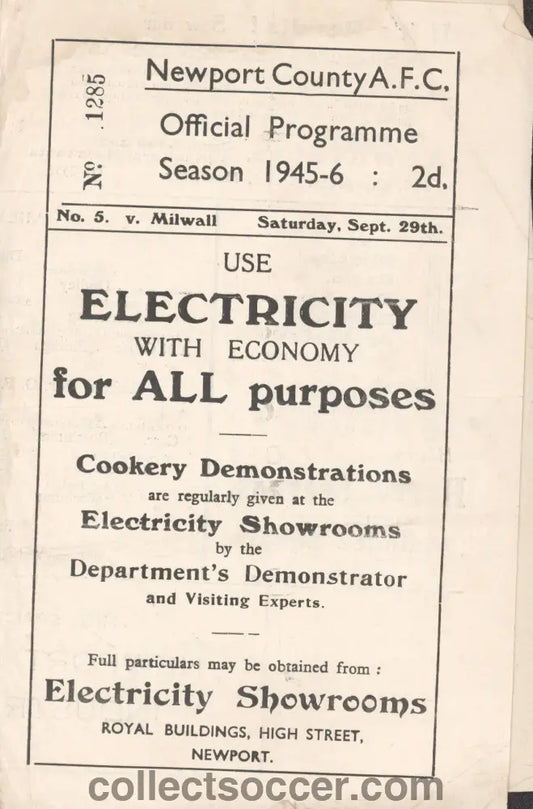 Nº 1285
Newport County A.F.C.
Official Programme
Season 1945-6 : 2d.
No. 5. v. Milwall Saturday, Sept. 29th.
USE
ELECTRICITY
WITH ECONOMY
for ALL purposes
Cookery Demonstrations
are regularly given at the
Electricity Showrooms
by the
Department's Demonstrator
and Visiting Experts.
Full particulars may be obtained from :
Electricity Showrooms
ROYAL BUILDINGS, HIGH STREET,
NEWPORT.
collectsoccer.com